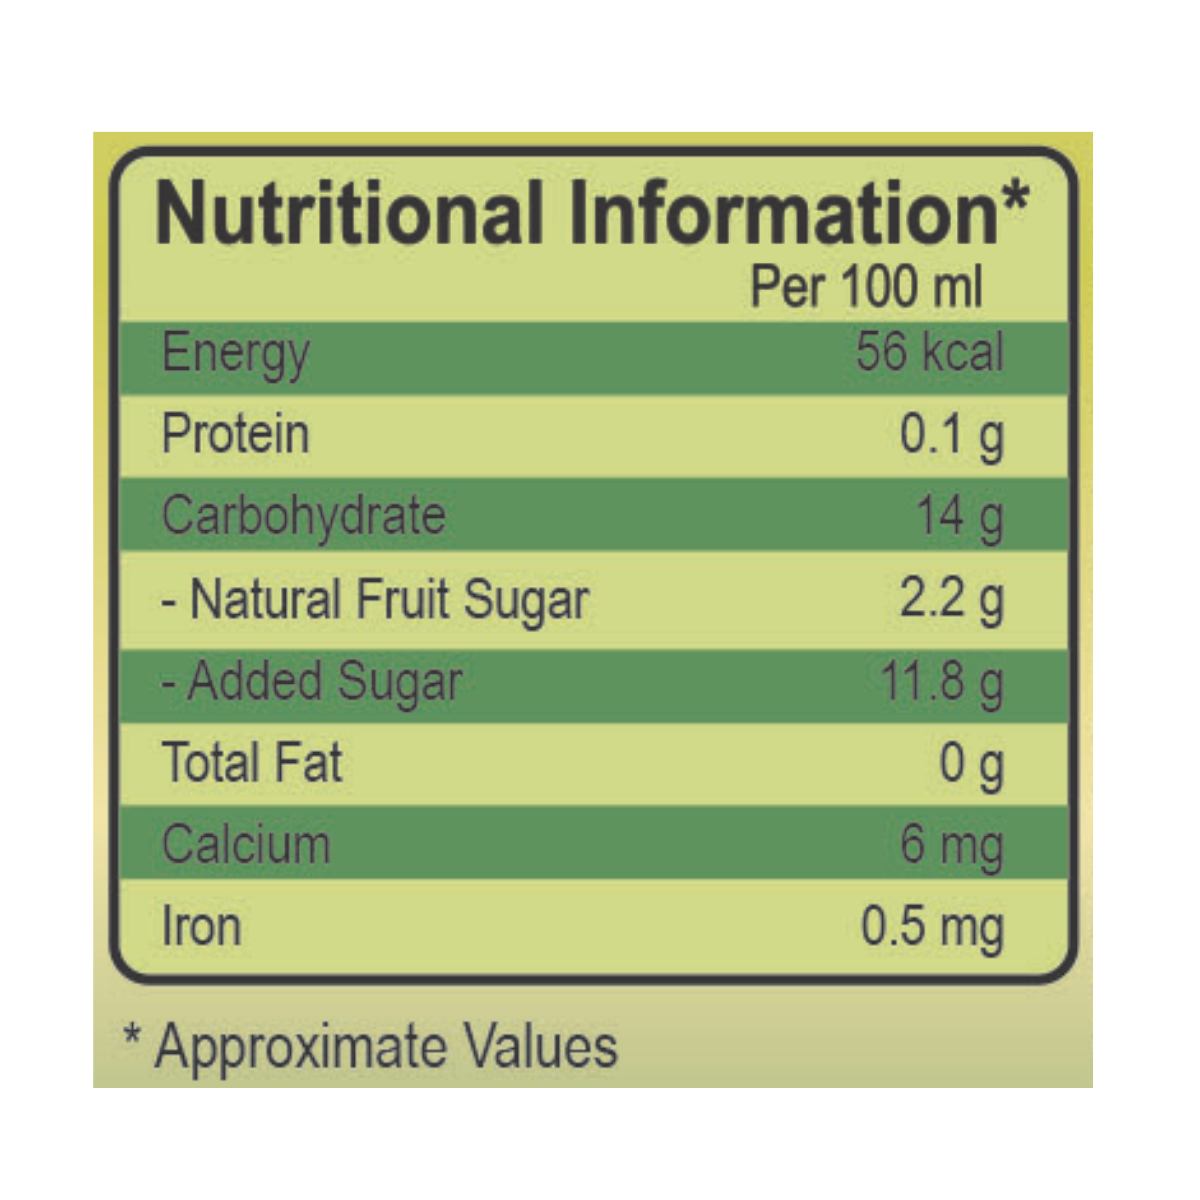 Nutritional Information*
Per 100 ml
Energy 56 kcal
Protein 0.1 g
Carbohydrate 14 g
- Natural Fruit Sugar 2.2 g
- Added Sugar 11.8 g
Total Fat 0 g
Calcium 6 mg
Iron 0.5 mg
* Approximate Values